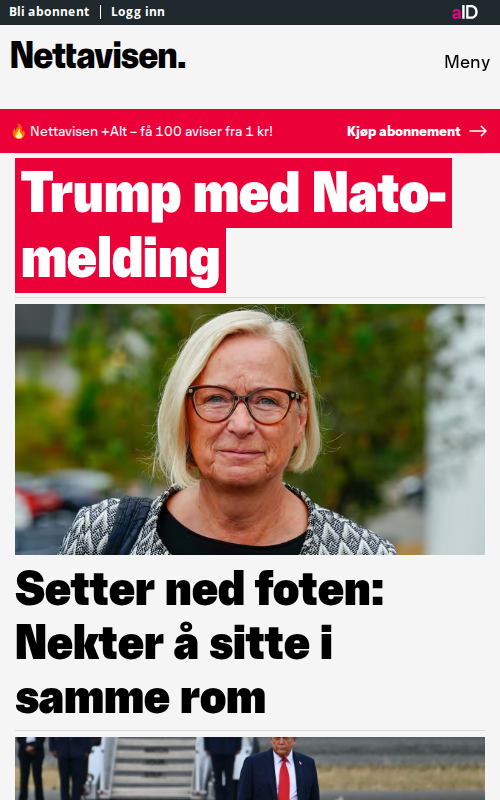 Bli abonnent | Logg inn
aID
Nettavisen.
Meny
🔥 Nettavisen +Alt – få 100 aviser fra 1 kr!
Kjøp abonnement →
Trump med Nato-
melding
Setter ned foten:
Nekter å sitte i
samme rom